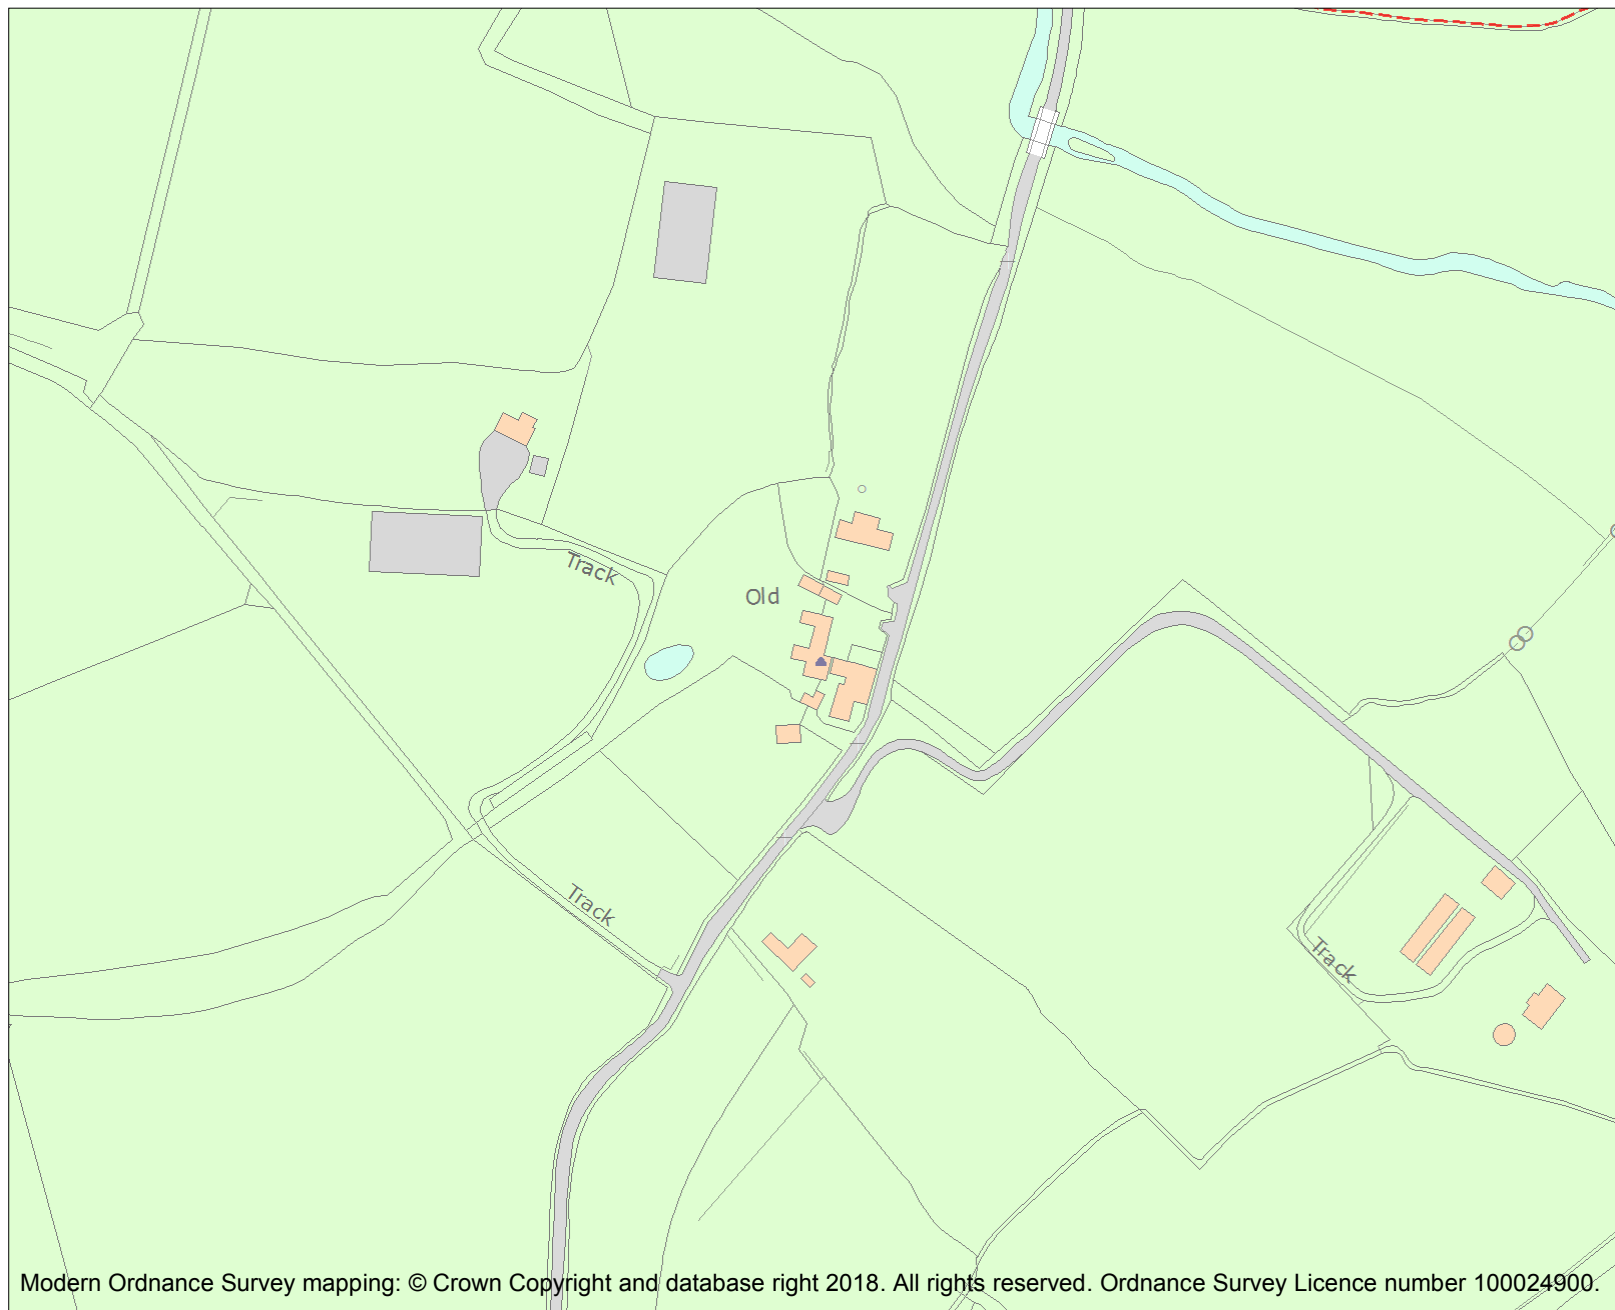 Track
Old
Track
Track
Modern Ordnance Survey mapping: © Crown Copyright and database right 2018. All rights reserved. Ordnance Survey Licence number 100024900.